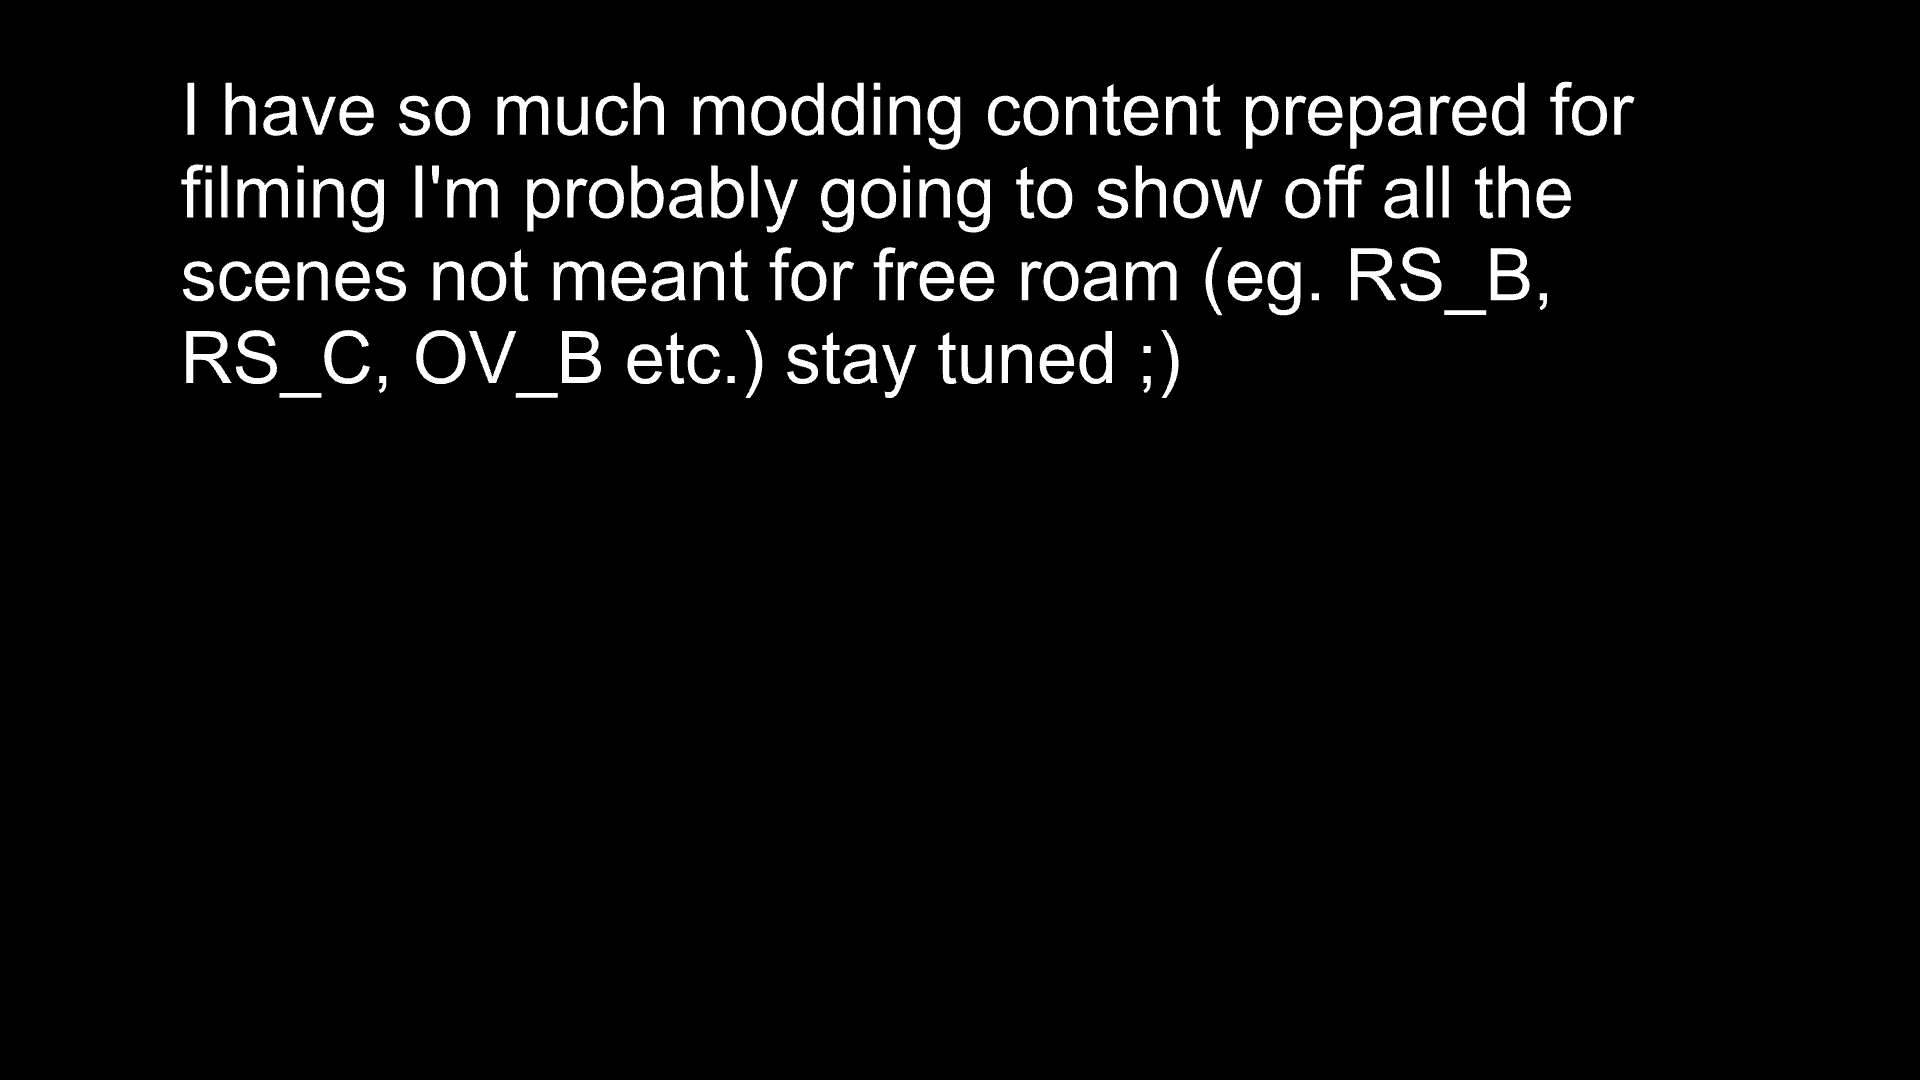 I have so much modding content prepared for
filming I'm probably going to show off all the
scenes not meant for free roam (eg. RS_B,
RS_C, OV_B etc.) stay tuned ;)